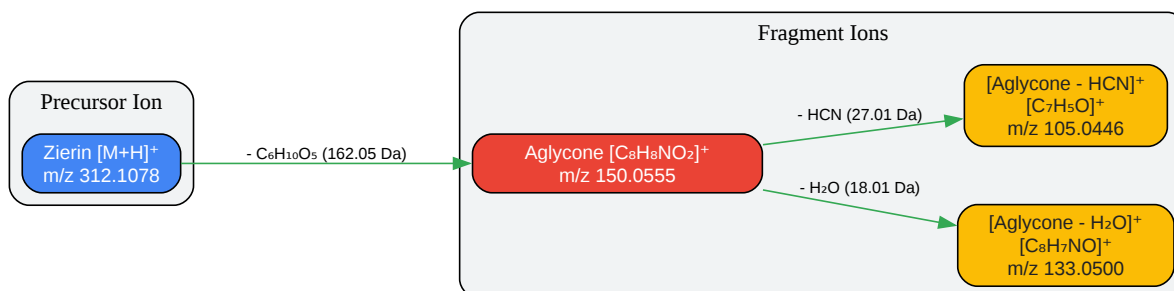 Precursor Ion
Zierin [M+H]⁺
m/z 312.1078
- C₆H₁₀O₅ (162.05 Da)
Fragment Ions
Aglycone [C₈H₈NO₂]⁺
m/z 150.0555
- HCN (27.01 Da)
[Aglycone - HCN]⁺
[C₇H₅O]⁺
m/z 105.0446
- H₂O (18.01 Da)
[Aglycone - H₂O]⁺
[C₈H₇NO]⁺
m/z 133.0500